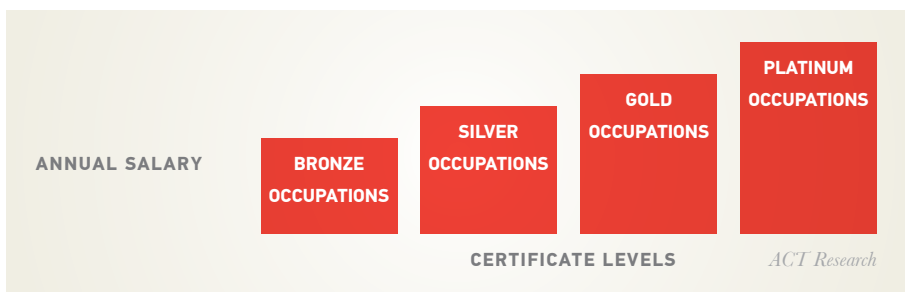 ANNUAL SALARY
BRONZE
OCCUPATIONS
SILVER
OCCUPATIONS
GOLD
OCCUPATIONS
PLATINUM
OCCUPATIONS
CERTIFICATE LEVELS
ACT Research